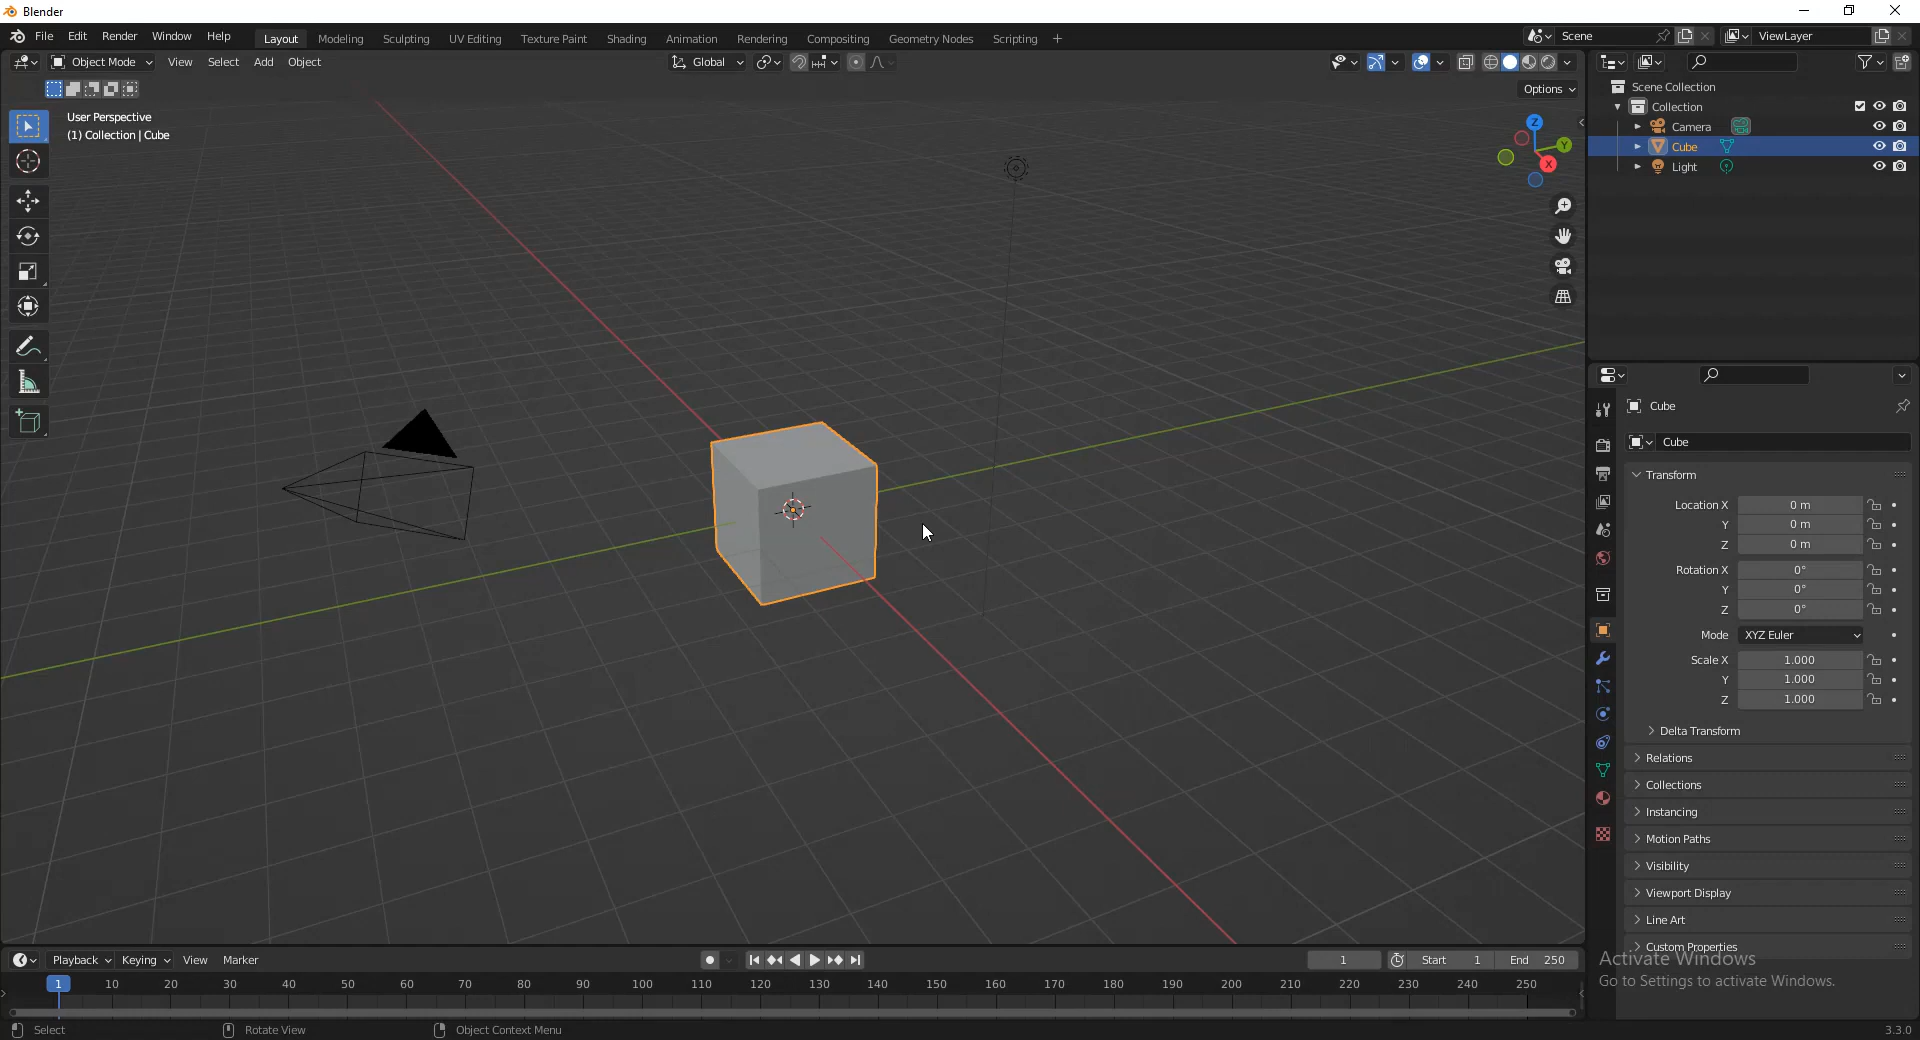 Blender
File Edit Render Window Help Layout Modeling Sculpting UV Editing Texture Paint Shading Animation Rendering Compositing Geometry Nodes Scripting + Scene ViewLayer
Object Mode View Select Add Object Global
Options
User Perspective
(1) Collection | Cube
Z
Y
X
Scene Collection
Collection
Camera
Cube
Light
Cube
Cube
Transform
Location X 0 m
Y 0 m
Z 0 m
Rotation X 0°
Y 0°
Z 0°
Mode XYZ Euler
Scale X 1.000
Y 1.000
Z 1.000
Delta Transform
Relations
Collections
Instancing
Motion Paths
Visibility
Viewport Display
Line Art
Custom Properties
Activate Windows
Go to Settings to activate Windows.
Playback Keying View Marker 1 Start 1 End 250
1 10 20 30 40 50 60 70 80 90 100 110 120 130 140 150 160 170 180 190 200 210 220 230 240 250
Select Rotate View Object Context Menu 3.3.0